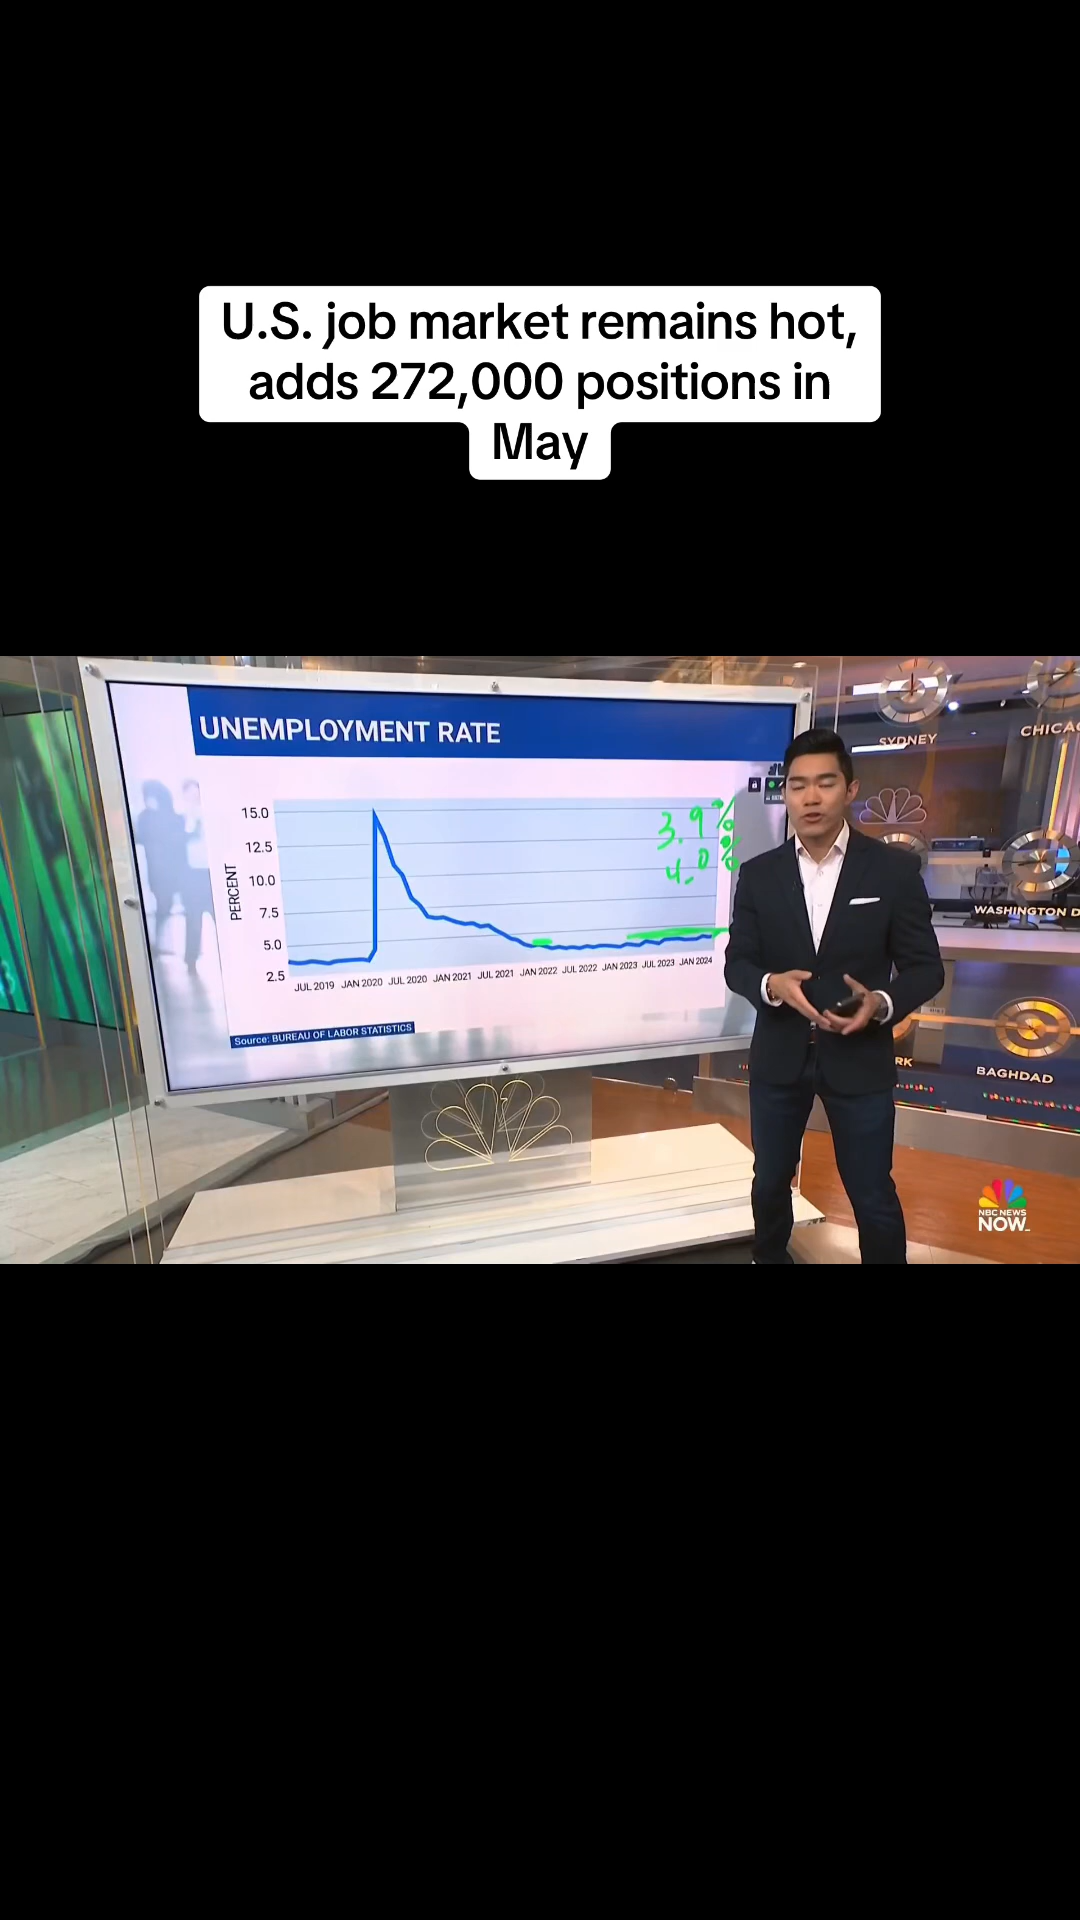 U.S. job market remains hot,
adds 272,000 positions in
May
UNEMPLOYMENT RATE
PERCENT
15.0
12.5
10.0
7.5
5.0
2.5
3.9%
4.0%
JUL 2019 JAN 2020 JUL 2020 JAN 2021 JUL 2021 JAN 2022 JUL 2022 JAN 2023 JUL 2023 JAN 2024
Source: BUREAU OF LABOR STATISTICS
SYDNEY
CHICA
WASHINGTON D
RK
BAGHDAD
NBC NEWS
NOW